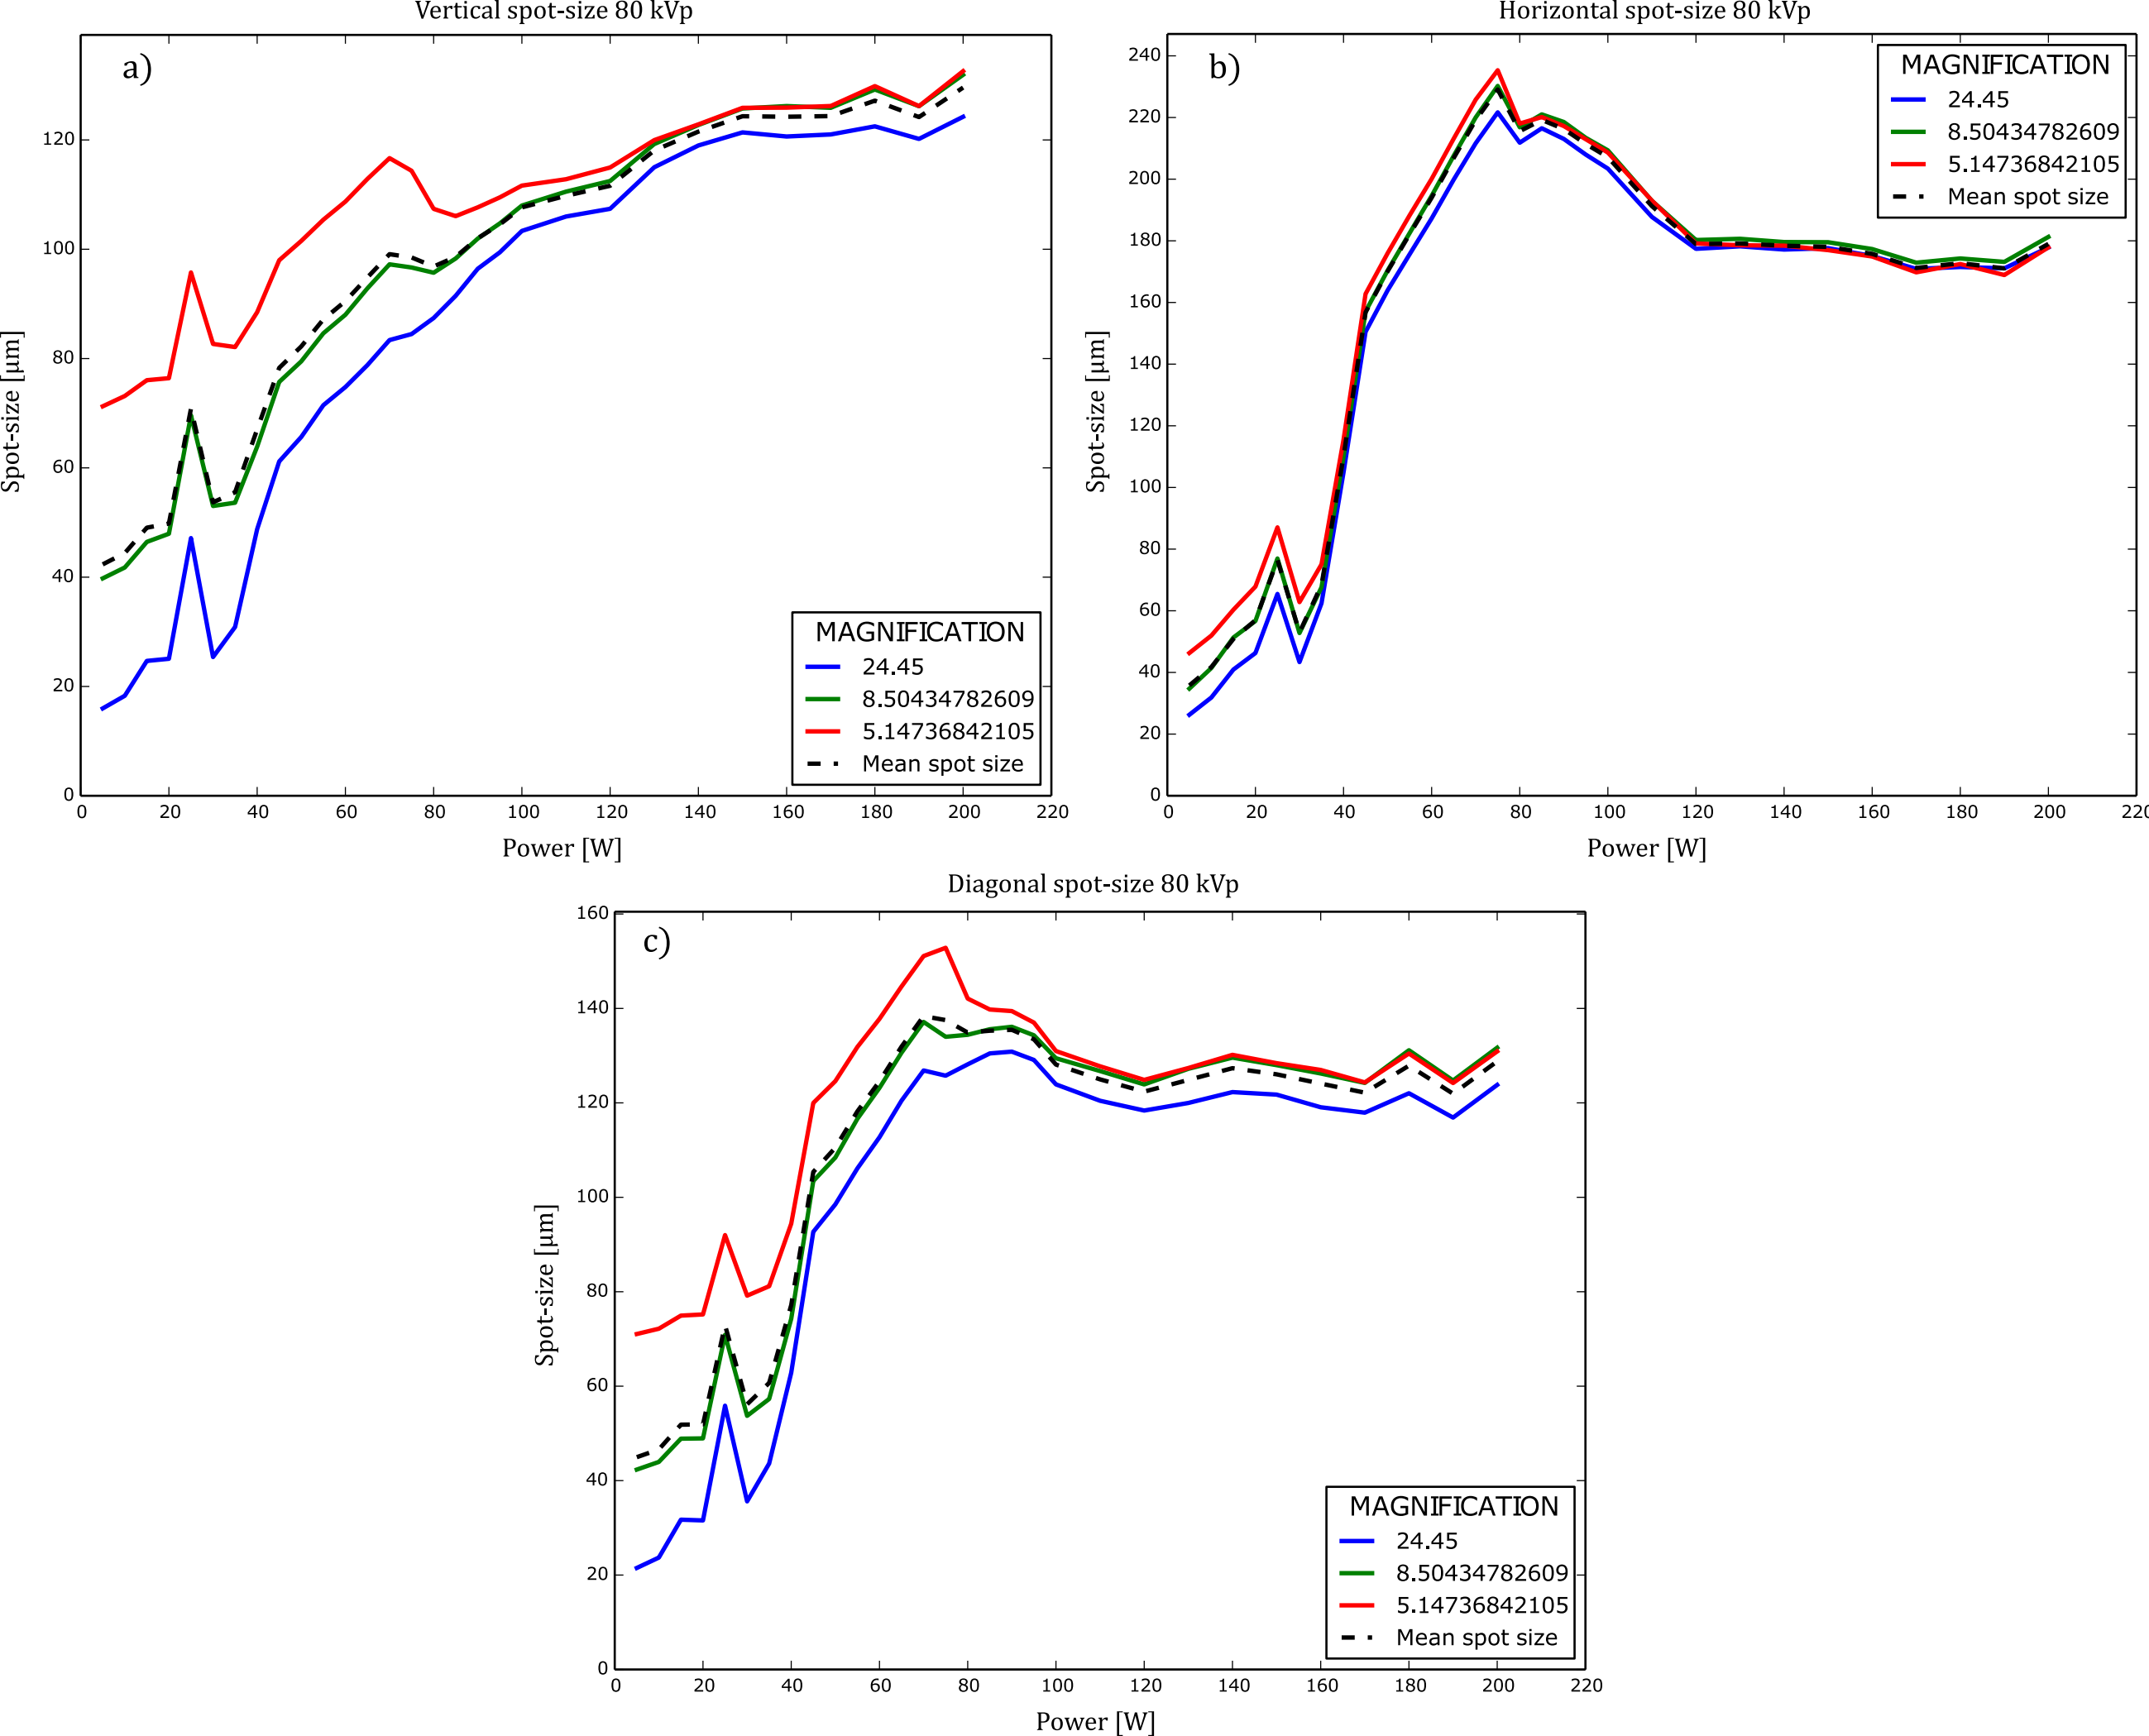 Vertical spot-size 80 kVp
a)
120
100
80
60
40
20
0
Spot-size [μm]
0 20 40 60 80 100 120 140 160 180 200 220
Power [W]
MAGNIFICATION
24.45
8.50434782609
5.14736842105
Mean spot size
Horizontal spot-size 80 kVp
b)
240
220
200
180
160
140
120
100
80
60
40
20
0
Spot-size [μm]
0 20 40 60 80 100 120 140 160 180 200 220
Power [W]
MAGNIFICATION
24.45
8.50434782609
5.14736842105
Mean spot size
Diagonal spot-size 80 kVp
c)
160
140
120
100
80
60
40
20
0
Spot-size [μm]
0 20 40 60 80 100 120 140 160 180 200 220
Power [W]
MAGNIFICATION
24.45
8.50434782609
5.14736842105
Mean spot size